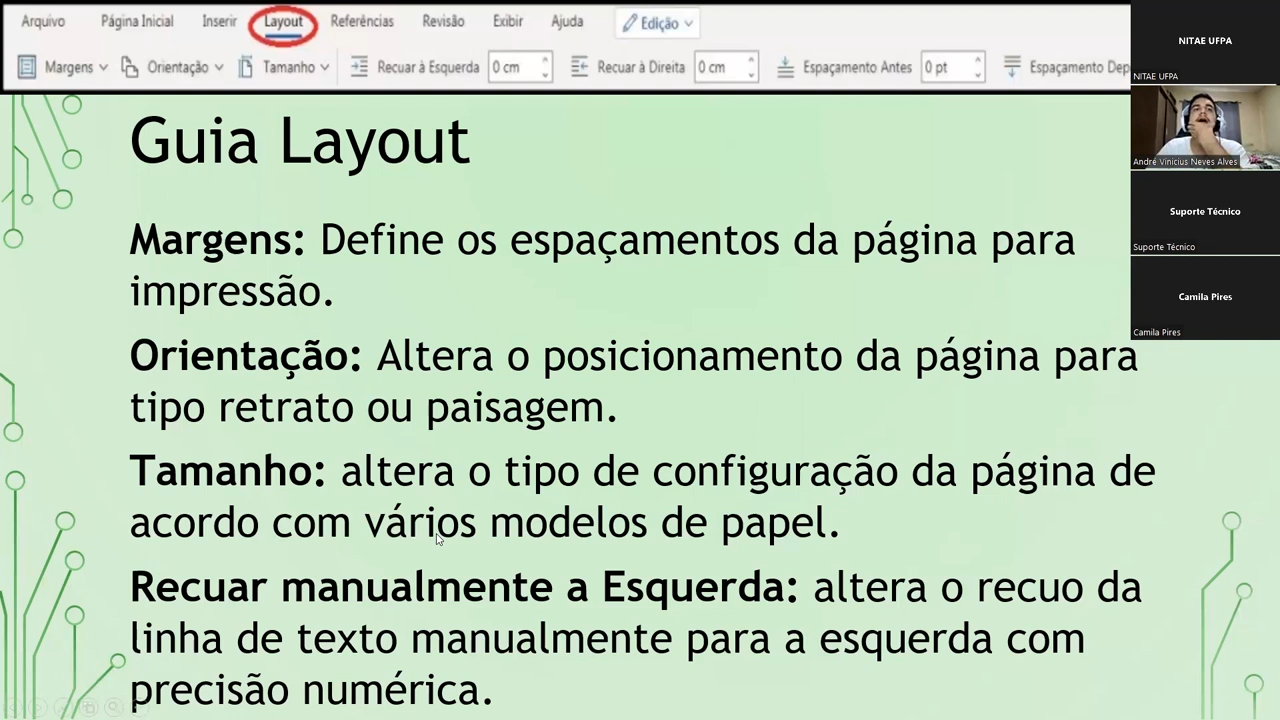 Arquivo Página Inicial Inserir Layout Referências Revisão Exibir Ajuda Edição
Margens Orientação Tamanho Recuar à Esquerda 0 cm Recuar à Direita 0 cm Espaçamento Antes 0 pt Espaçamento Dep
NITAE UFPA
NITAE UFPA
André Vinicius Neves Alves
Suporte Técnico
Suporte Técnico
Camila Pires
Camila Pires
Guia Layout
Margens: Define os espaçamentos da página para
impressão.
Orientação: Altera o posicionamento da página para
tipo retrato ou paisagem.
Tamanho: altera o tipo de configuração da página de
acordo com vários modelos de papel.
Recuar manualmente a Esquerda: altera o recuo da
linha de texto manualmente para a esquerda com
precisão numérica.